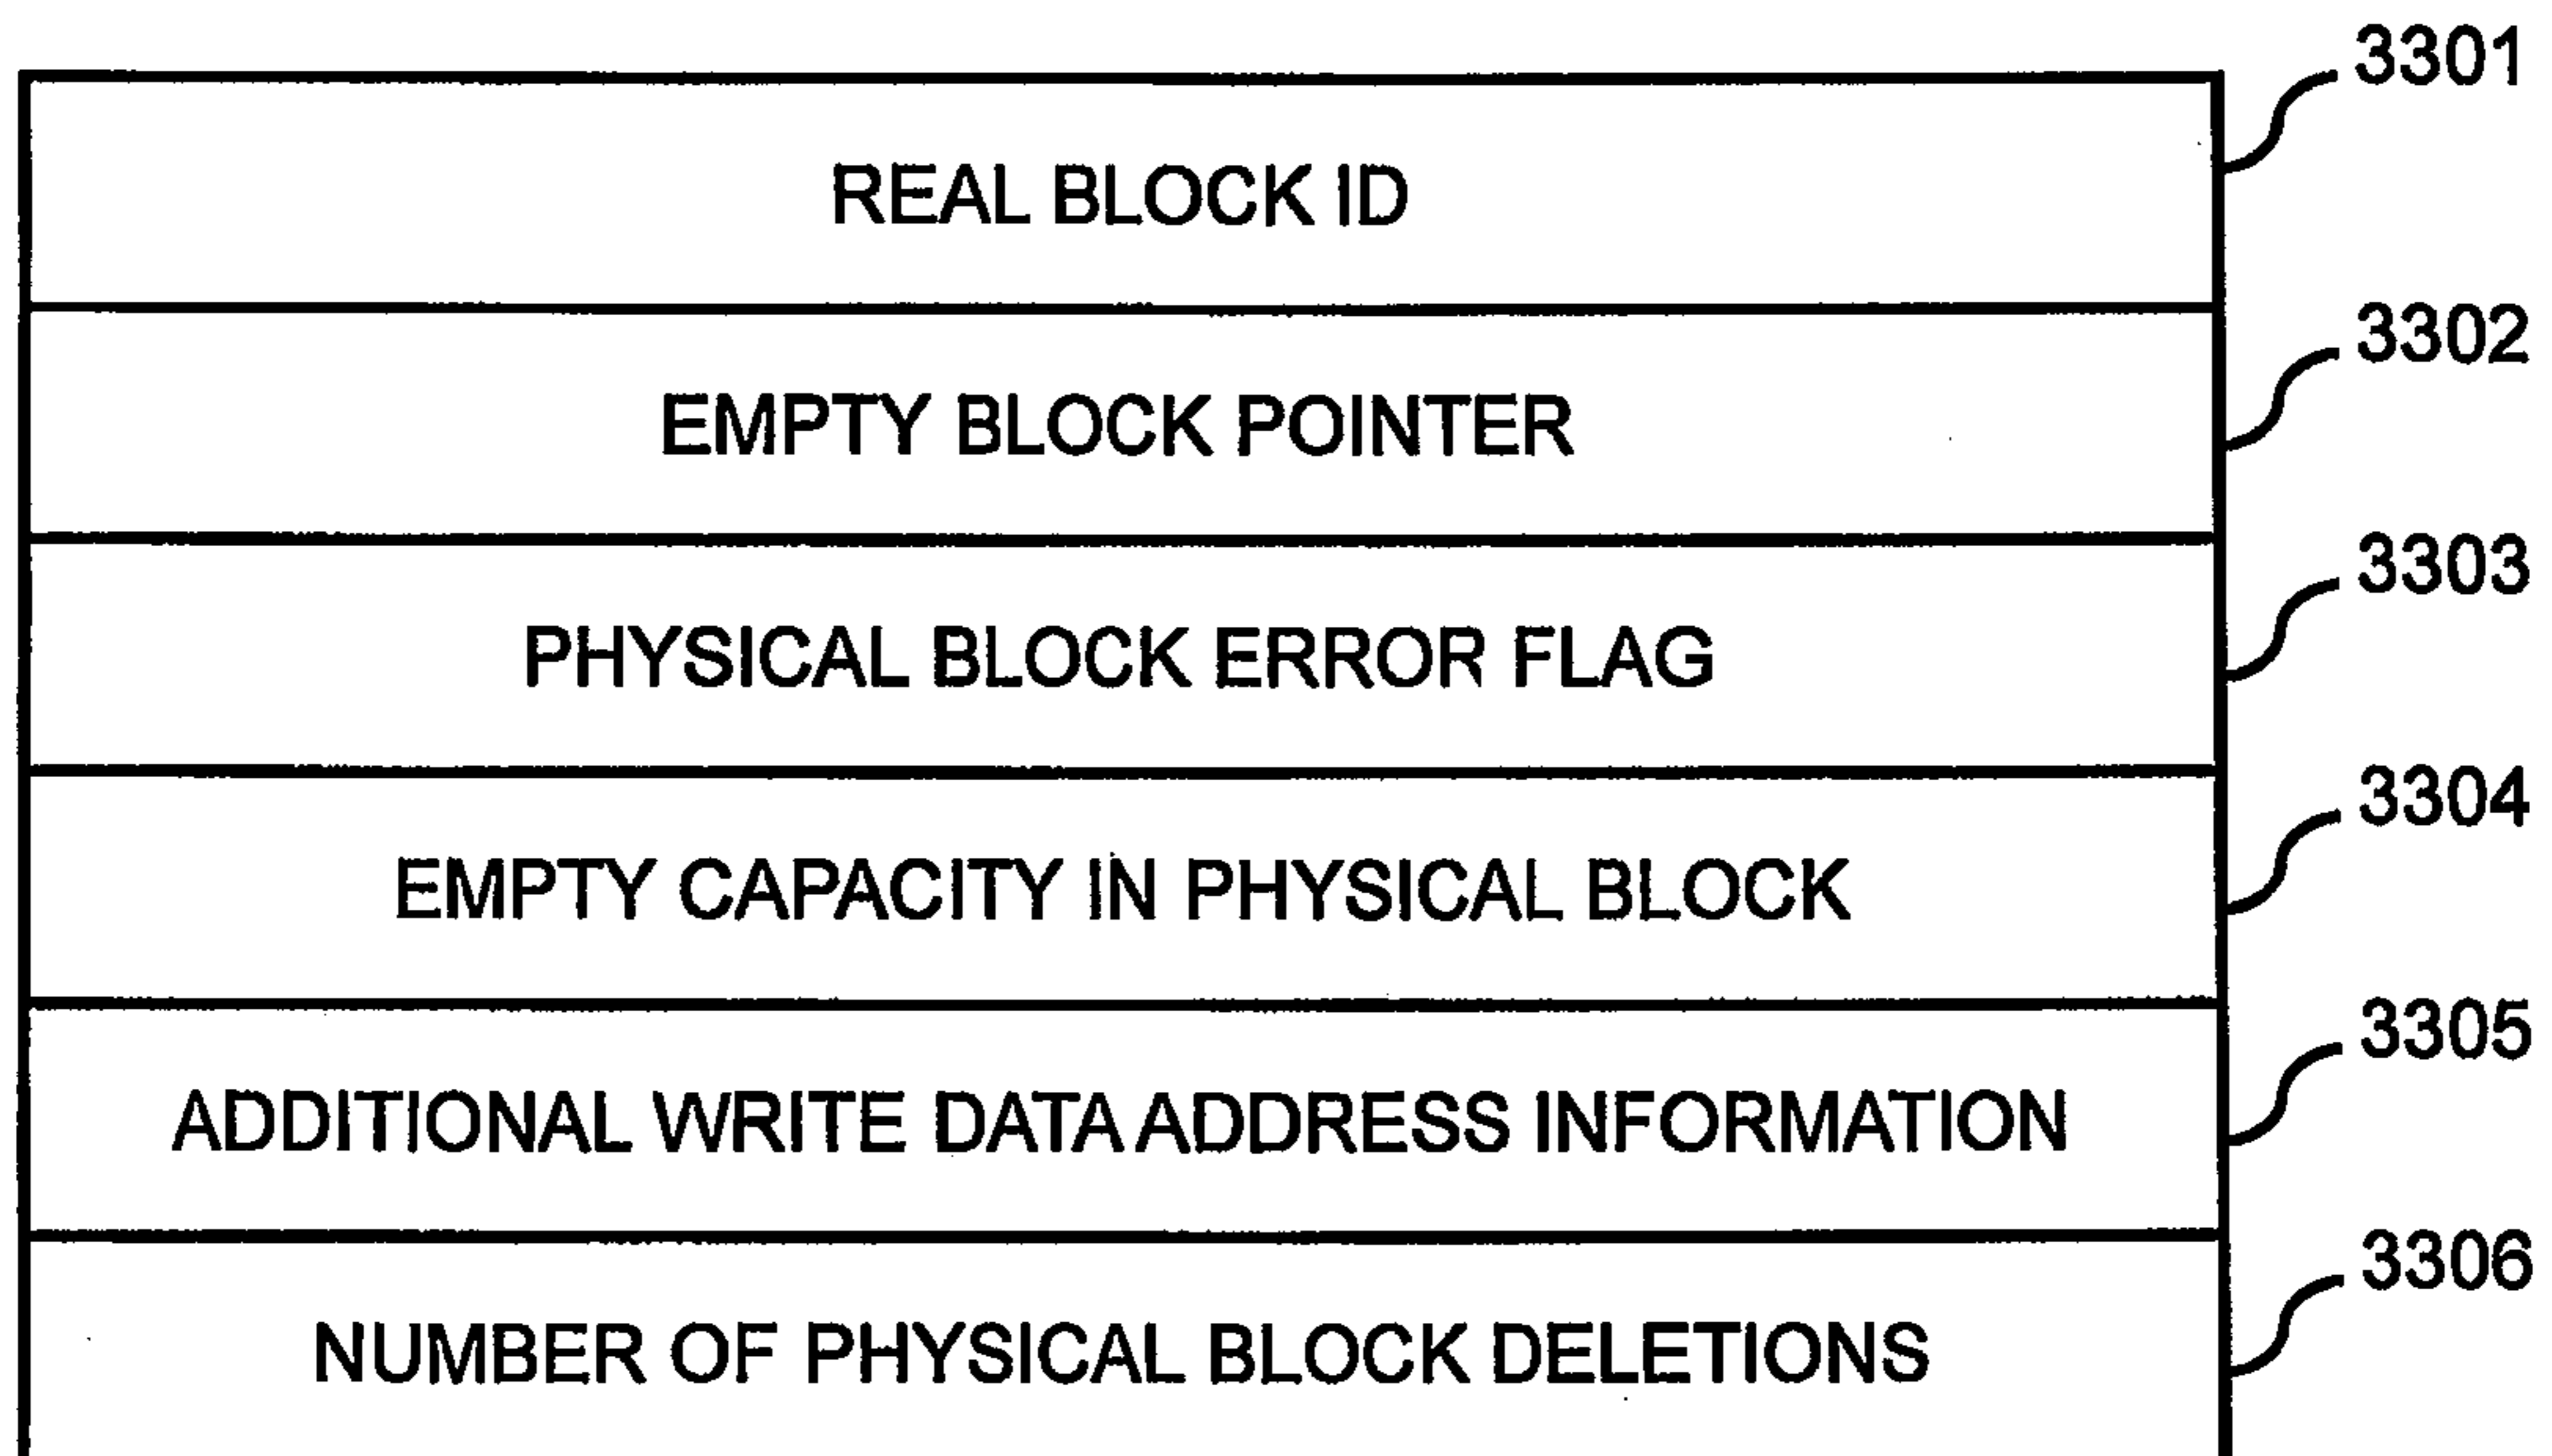 3301
REAL BLOCK ID
3302
EMPTY BLOCK POINTER
3303
PHYSICAL BLOCK ERROR FLAG
3304
EMPTY CAPACITY IN PHYSICAL BLOCK
3305
ADDITIONAL WRITE DATA ADDRESS INFORMATION
3306
NUMBER OF PHYSICAL BLOCK DELETIONS